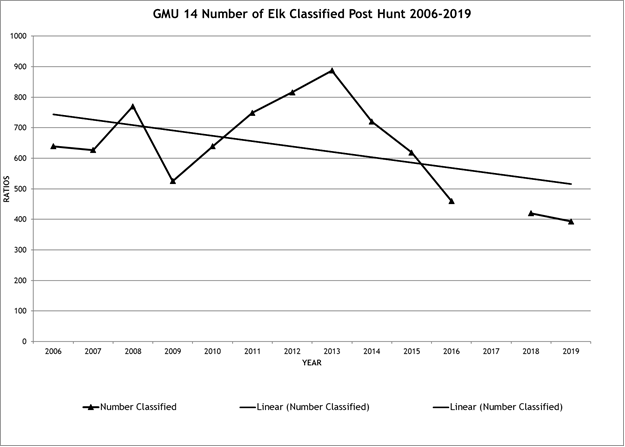 GMU 14 Number of Elk Classified Post Hunt 2006-2019
1000
900
800
700
600
500
400
300
200
100
0
RATIOS
2006 2007 2008 2009 2010 2011 2012 2013 2014 2015 2016 2017 2018 2019
YEAR
Number Classified Linear (Number Classified) Linear (Number Classified)